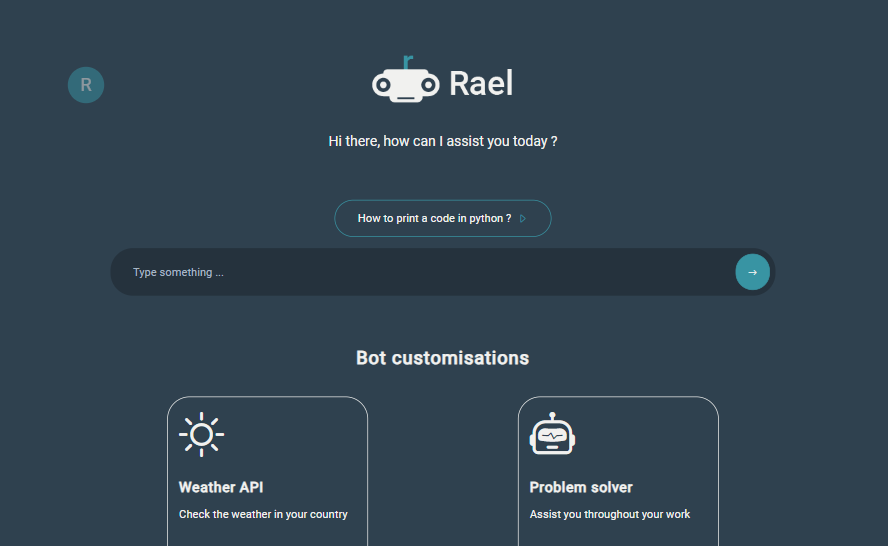 R
r
Rael
Hi there, how can I assist you today ?
How to print a code in python ?
Type something ...
Bot customisations
Weather API
Check the weather in your country
Problem solver
Assist you throughout your work